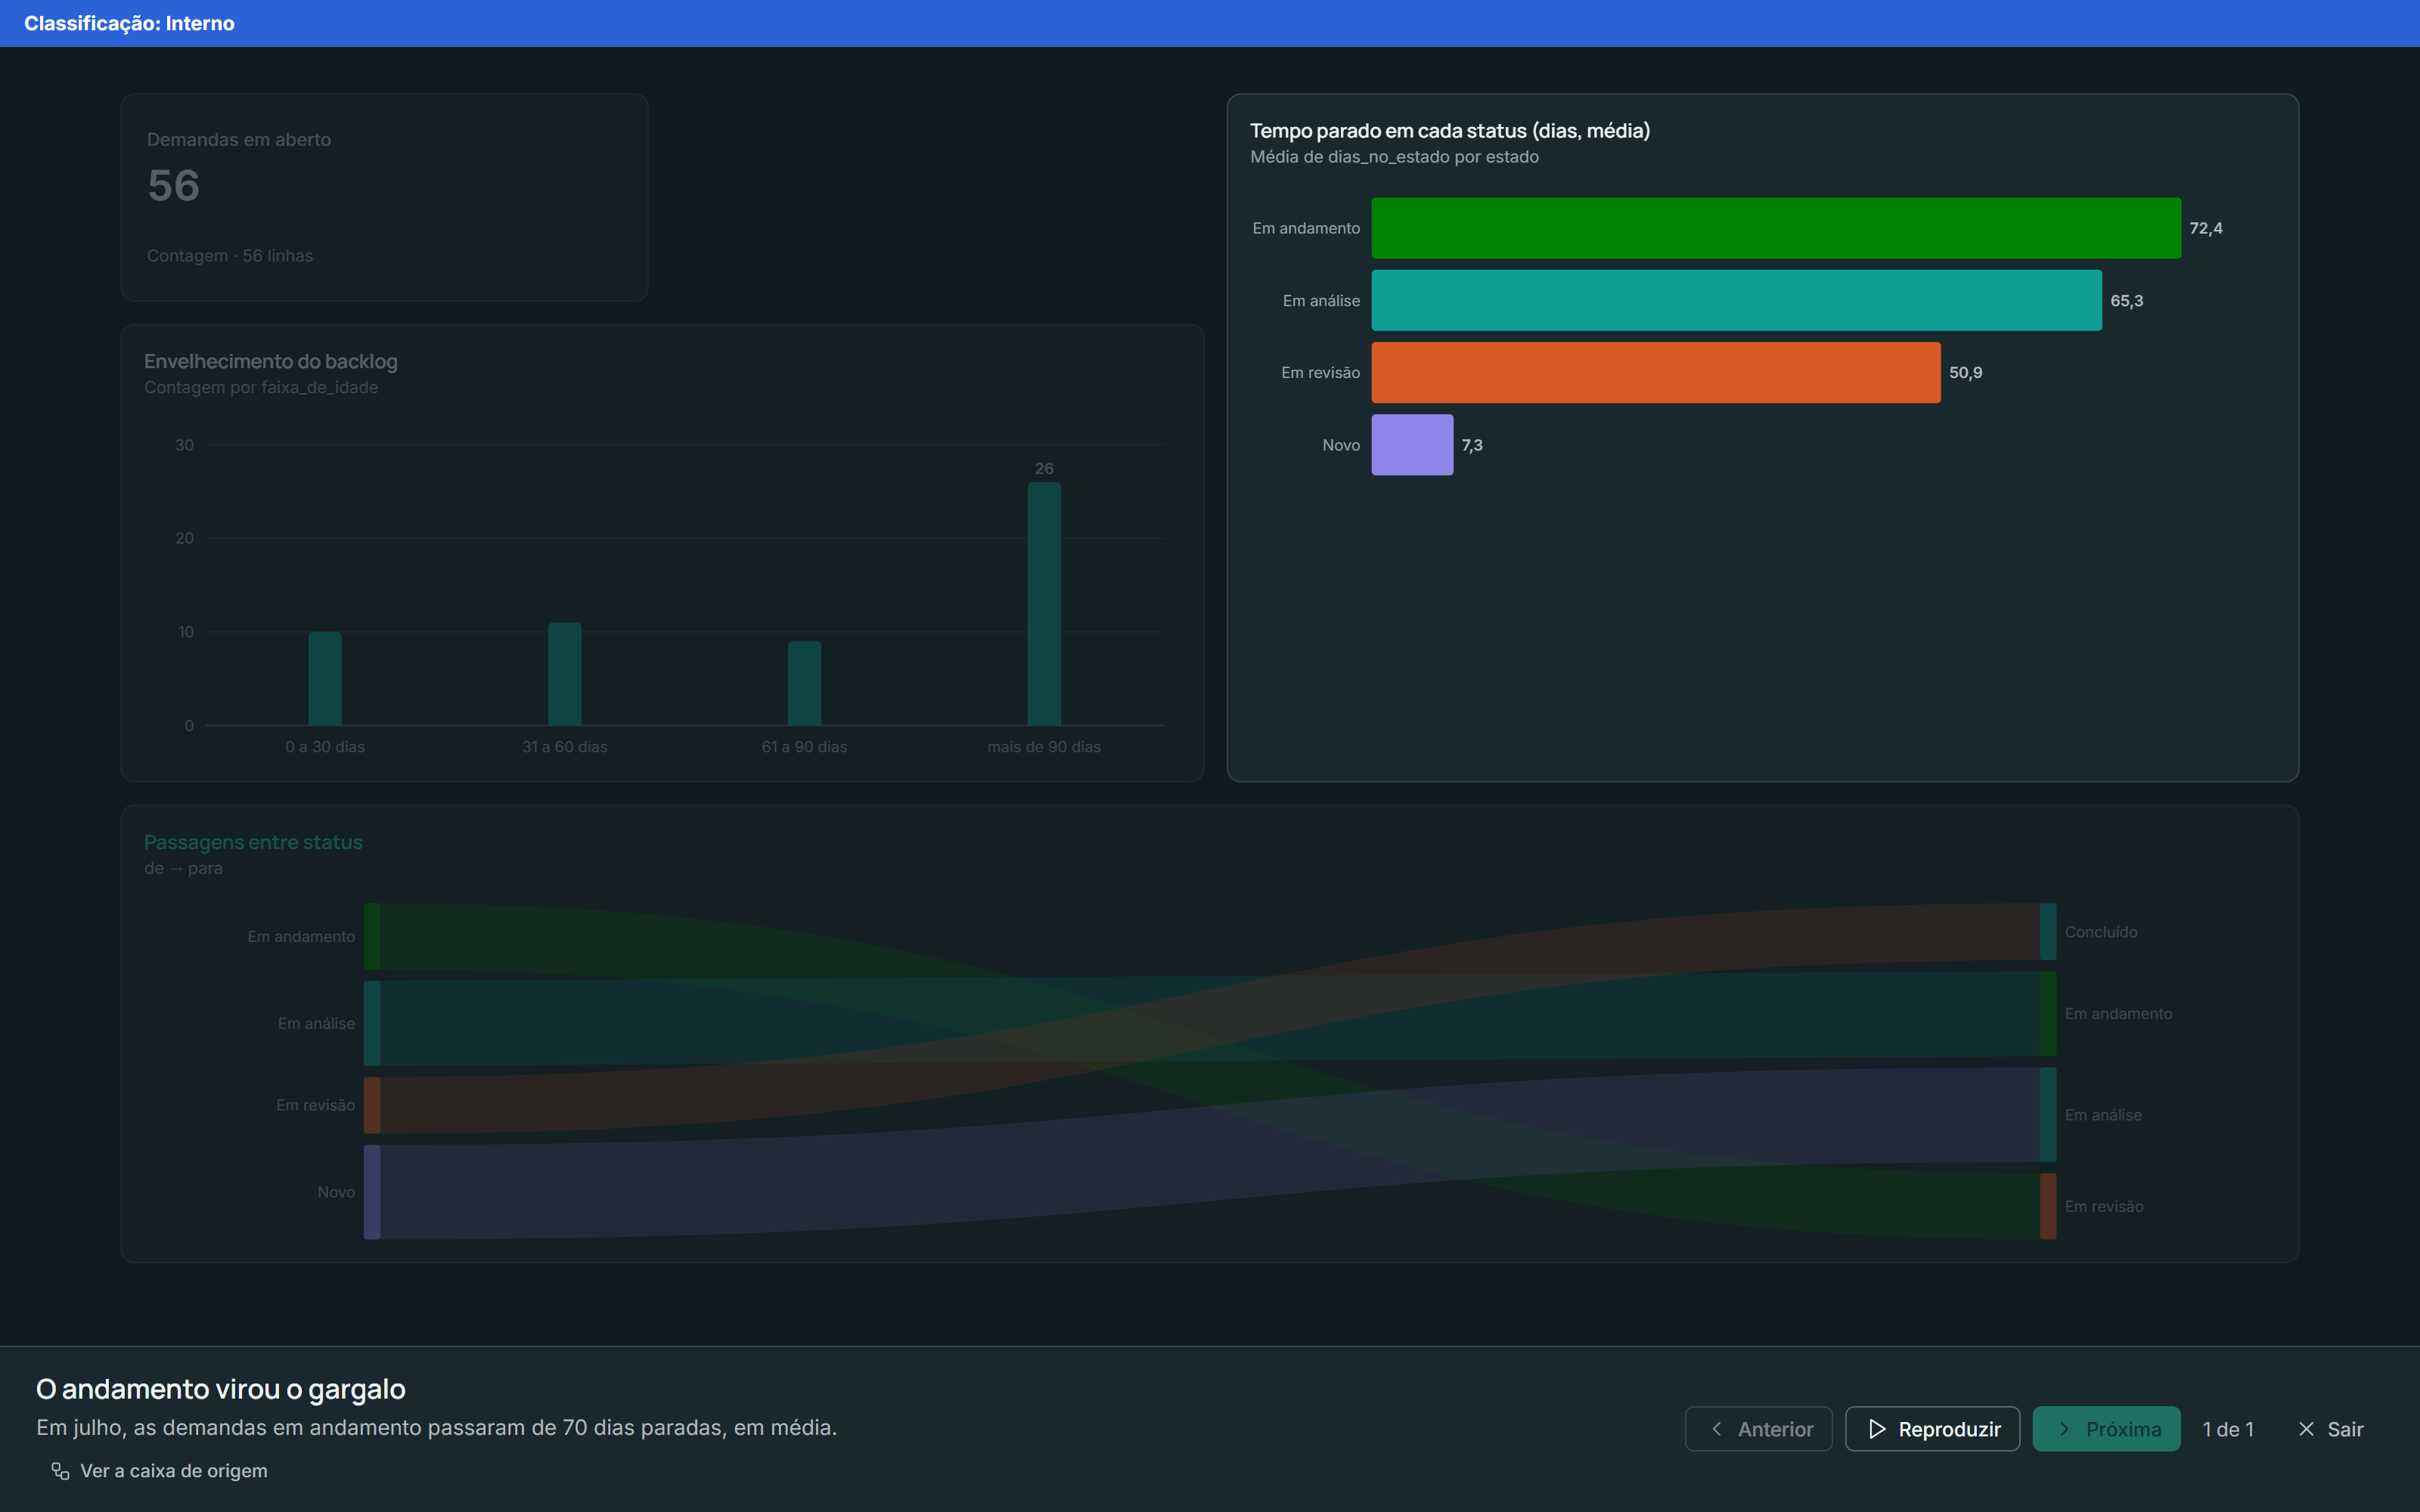 Classificação: Interno
Demandas em aberto
56
Contagem · 56 linhas
Tempo parado em cada status (dias, média)
Média de dias_no_estado por estado
Em andamento 72,4
Em análise 65,3
Em revisão 50,9
Novo 7,3
Envelhecimento do backlog
Contagem por faixa_de_idade
30
26
20
10
0
0 a 30 dias 31 a 60 dias 61 a 90 dias mais de 90 dias
Passagens entre status
de → para
Em andamento
Em análise
Em revisão
Novo
Concluído
Em andamento
Em análise
Em revisão
O andamento virou o gargalo
Em julho, as demandas em andamento passaram de 70 dias paradas, em média.
Ver a caixa de origem
Anterior Reproduzir Próxima 1 de 1 Sair